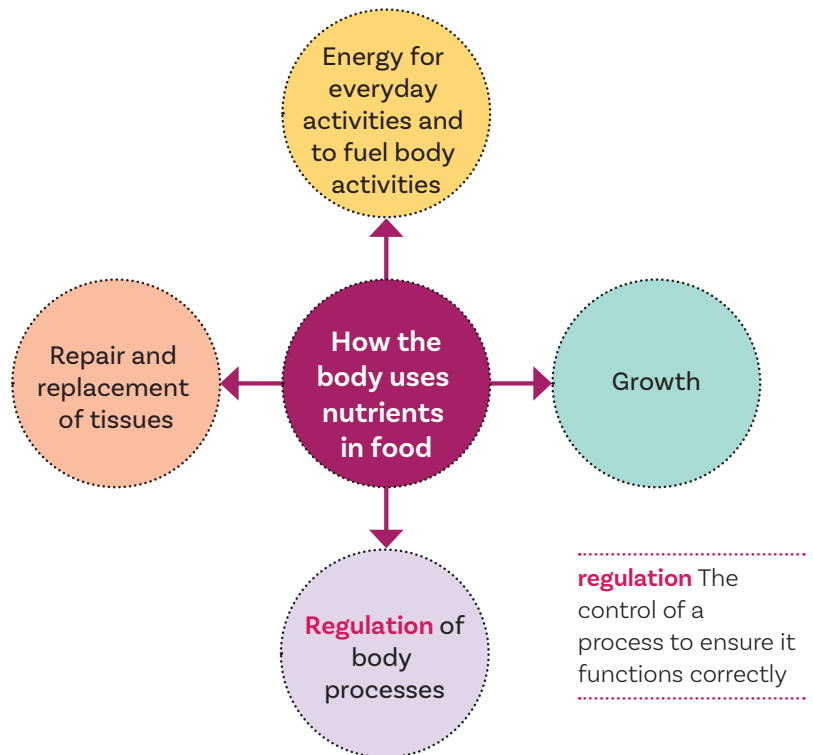 Energy for
everyday
activities and
to fuel body
activities
Repair and
replacement
of tissues
How the
body uses
nutrients
in food
Growth
Regulation of
body
processes
regulation The
control of a
process to ensure it
functions correctly